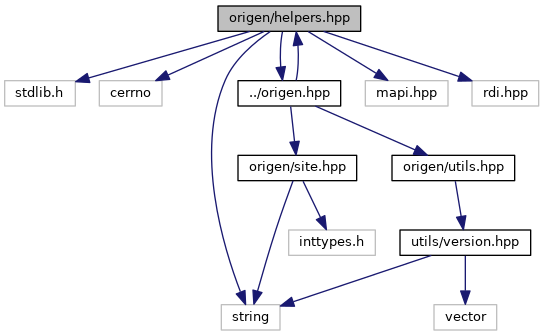 origen/helpers.hpp
stdlib.h
cerrno
../origen.hpp
mapi.hpp
rdi.hpp
origen/site.hpp
origen/utils.hpp
inttypes.h
utils/version.hpp
string
vector